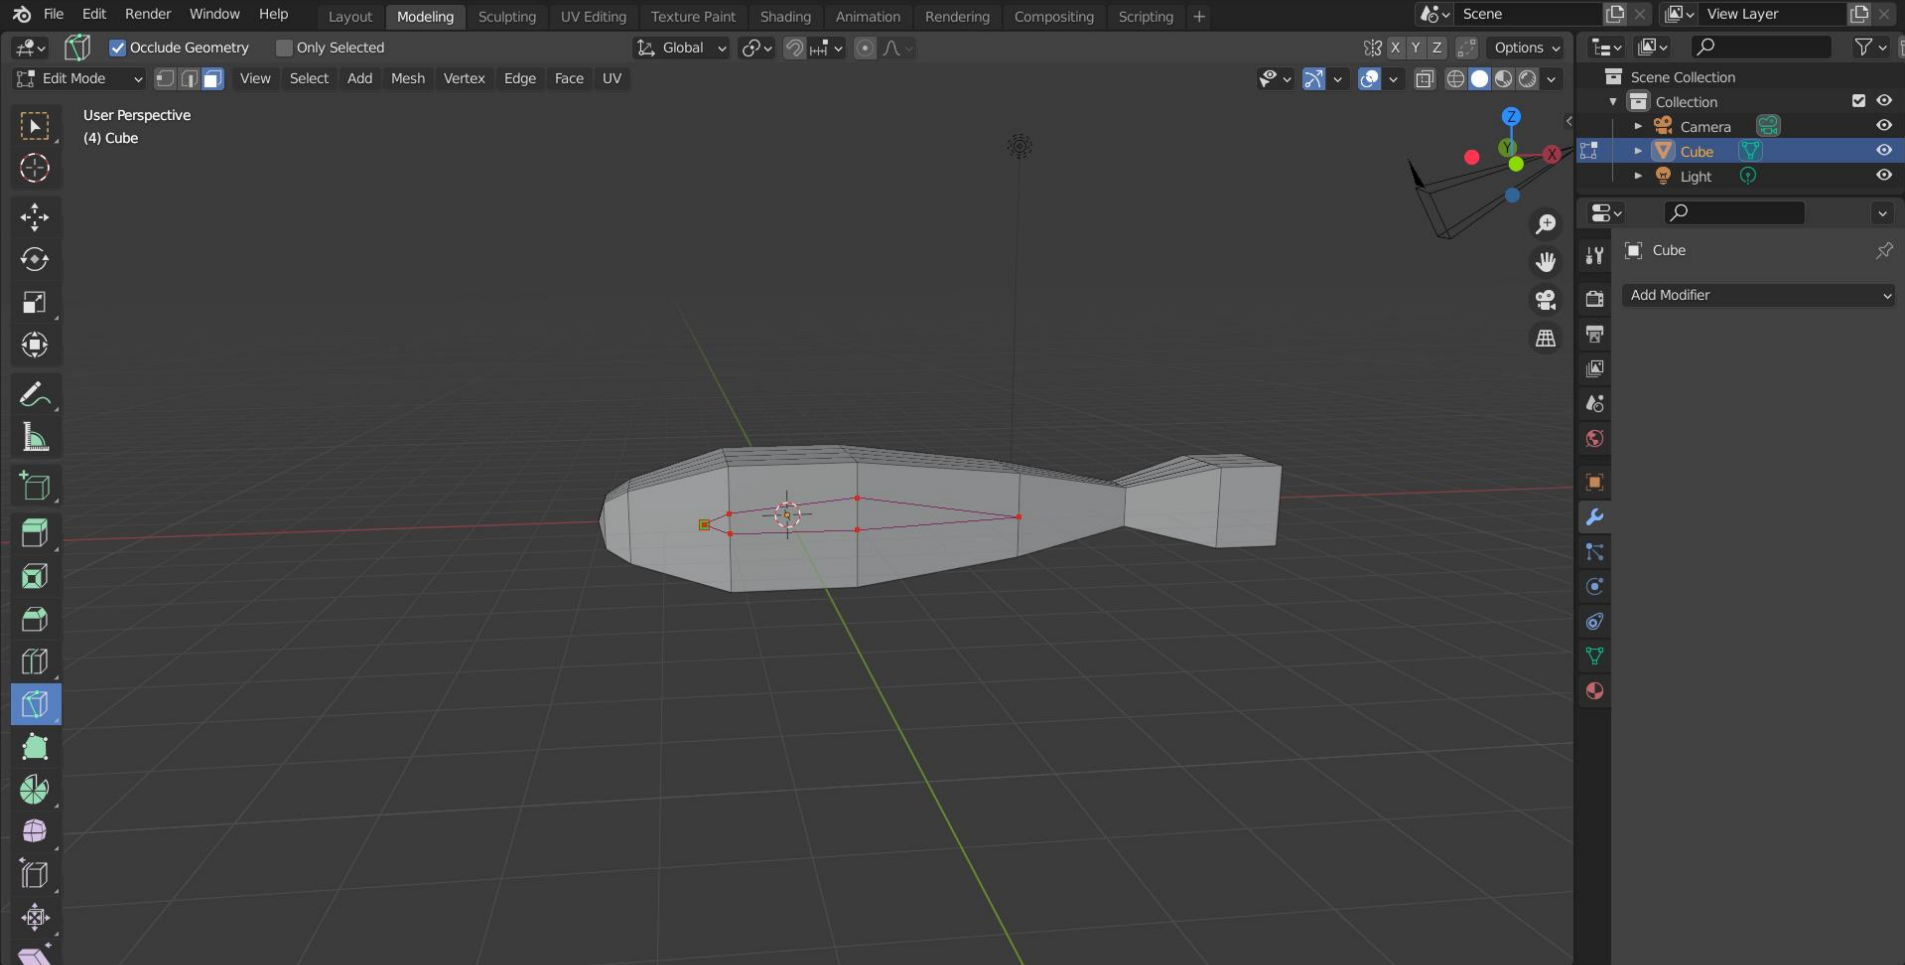 File Edit Render Window Help Layout Modeling Sculpting UV Editing Texture Paint Shading Animation Rendering Compositing Scripting + Scene View Layer
Occlude Geometry Only Selected Global X Y Z Options
Edit Mode View Select Add Mesh Vertex Edge Face UV
User Perspective
(4) Cube
Z
Y
X
Scene Collection
Collection
Camera
Cube
Light
Cube
Add Modifier